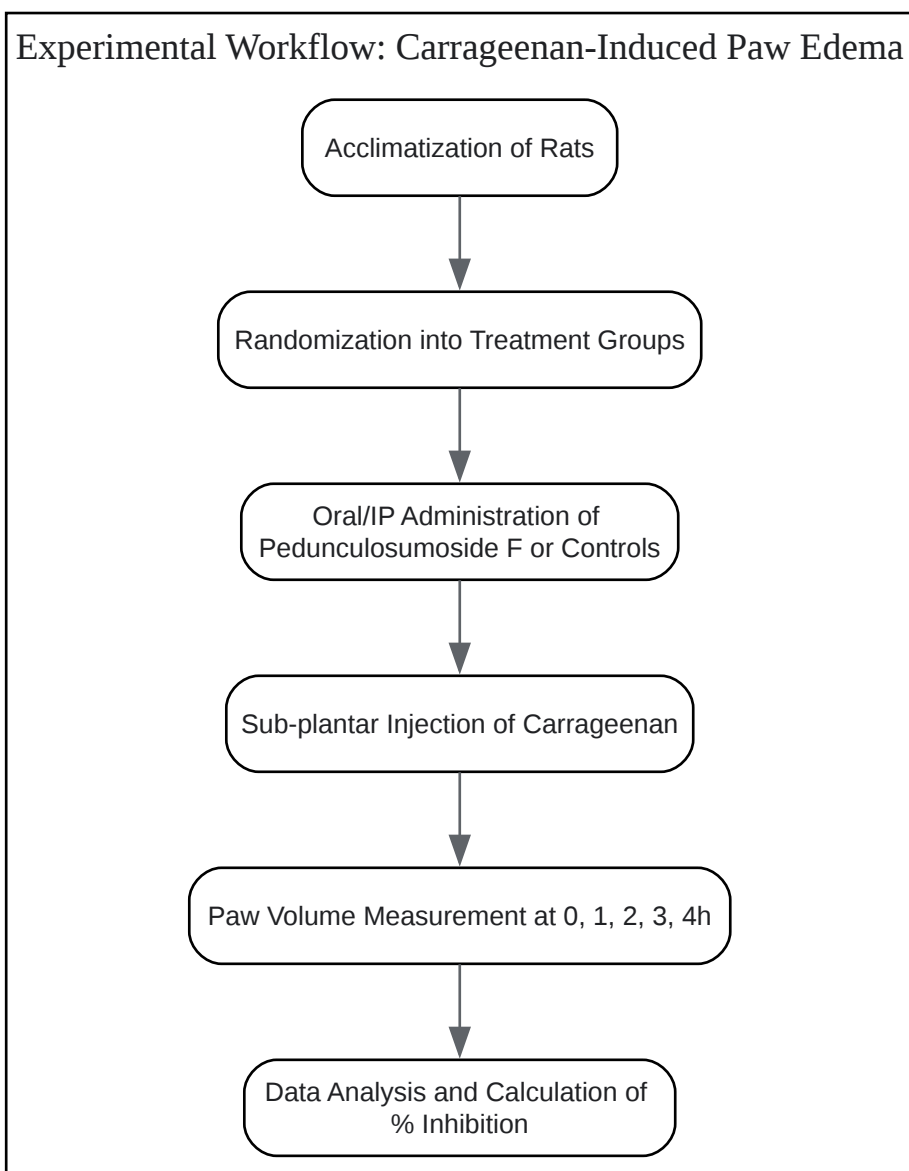 Experimental Workflow: Carrageenan-Induced Paw Edema
Acclimatization of Rats
Randomization into Treatment Groups
Oral/IP Administration of
Pedunculosumoside F or Controls
Sub-plantar Injection of Carrageenan
Paw Volume Measurement at 0, 1, 2, 3, 4h
Data Analysis and Calculation of
% Inhibition